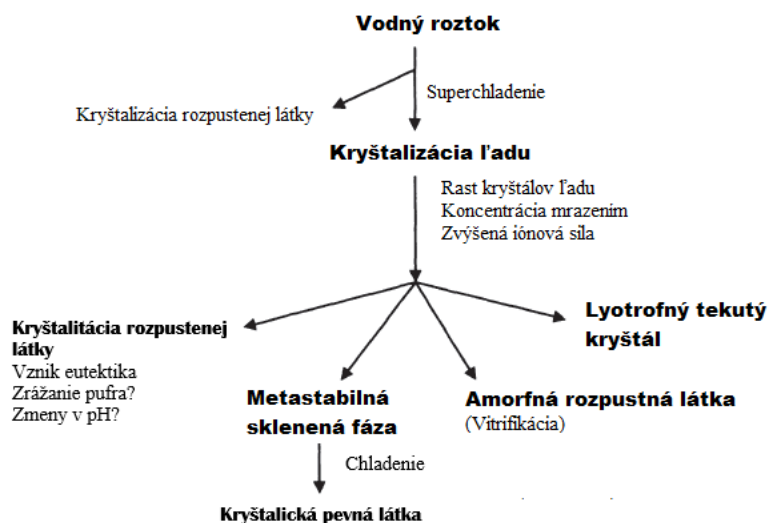 Vodný roztok
Superchladenie
Kryštalizácia rozpustenej látky
Kryštalizácia ľadu
Rast kryštálov ľadu
Koncentrácia mrazením
Zvýšená iónová síla
Kryštalitácia rozpustenej
látky
Vznik eutektika
Zrážanie pufra?
Zmeny v pH?
Metastabilná
sklenená fáza
Amorfná rozpustná látka
(Vitrifikácia)
Lyotrofný tekutý
kryštál
Chladenie
Kryštalická pevná látka